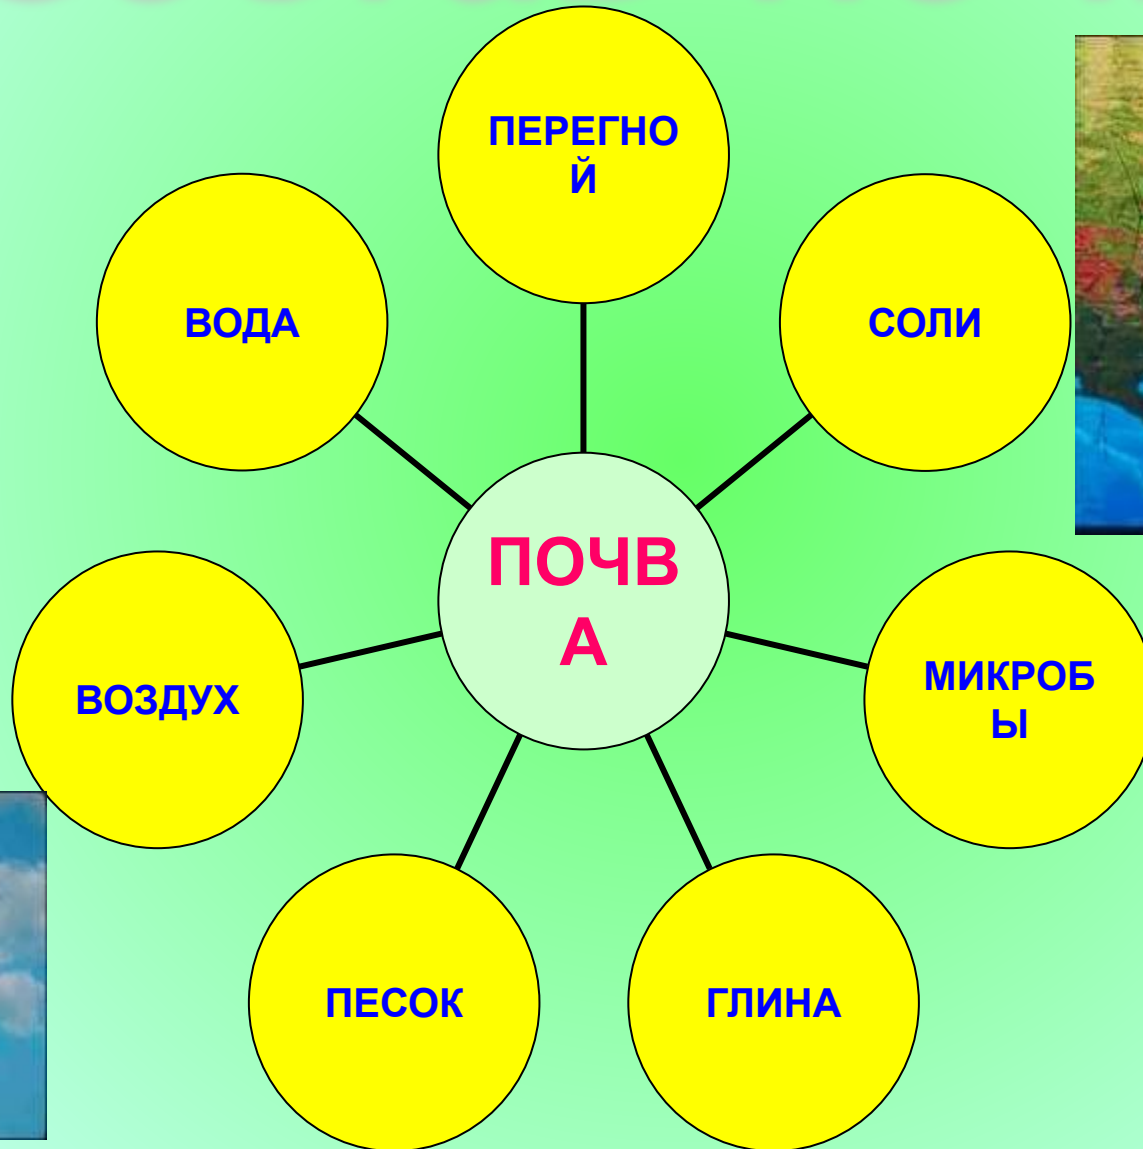 ПЕРЕГНО
Й
ВОДА
СОЛИ
ПОЧВ
А
ВОЗДУХ
МИКРОБ
Ы
ПЕСОК
ГЛИНА